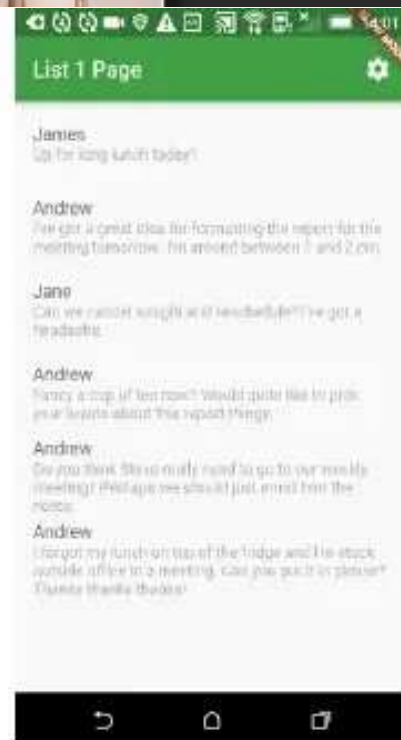 14:01
List 1 Page
James
Up for long lunch today?
Andrew
I've got a great idea for formatting the report for the
meeting tomorrow. I'm around between 1 and 2 pm.
Jane
Can we cancel tonight and reschedule? I've got a
headache.
Andrew
Fancy a cup of tea now? Would quite like to pick
your brains about this report things.
Andrew
Do you think Steve really need to go to our weekly
meeting? Perhaps we should just email him the
notes.
Andrew
I forgot my lunch on top of the fridge and I'm stuck
outside office in a meeting, can you put it in please?
Thanks thanks thanks!